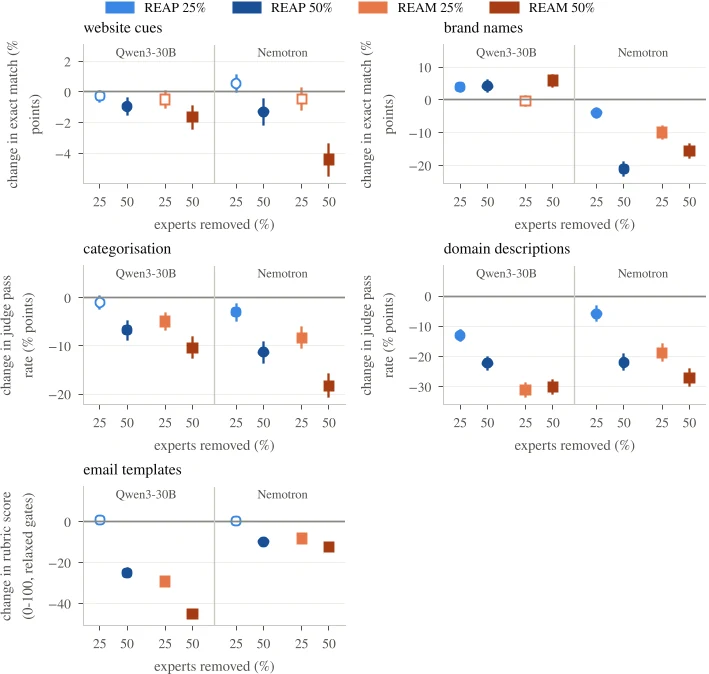 REAP 25% REAP 50% REAM 25% REAM 50%
website cues
Qwen3-30B Nemotron
change in exact match (%
points)
2
0
−2
−4
25 50 25 50 25 50 25 50
experts removed (%)
brand names
Qwen3-30B Nemotron
change in exact match (%
points)
10
0
−10
−20
25 50 25 50 25 50 25 50
experts removed (%)
categorisation
Qwen3-30B Nemotron
change in judge pass
rate (% points)
0
−10
−20
25 50 25 50 25 50 25 50
experts removed (%)
domain descriptions
Qwen3-30B Nemotron
change in judge pass
rate (% points)
0
−10
−20
−30
25 50 25 50 25 50 25 50
experts removed (%)
email templates
Qwen3-30B Nemotron
change in rubric score
(0-100, relaxed gates)
0
−20
−40
25 50 25 50 25 50 25 50
experts removed (%)